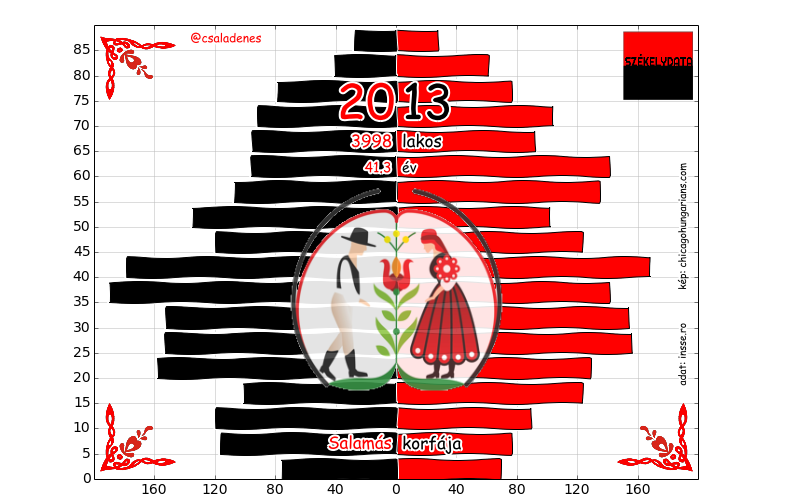 @csaladenes
SZÉKELYDATA
2013
3998 lakos
41,3 év
kép: chicagohungarians.com
adat: insse.ro
Salamás korfája
85
80
75
70
65
60
55
50
45
40
35
30
25
20
15
10
5
0
160 120 80 40 0 40 80 120 160